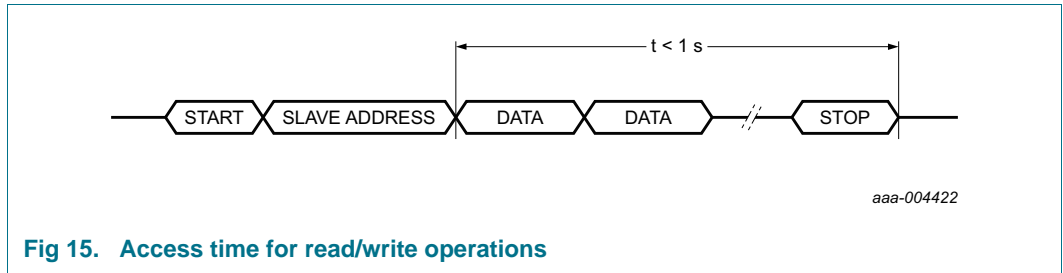 t < 1 s
START SLAVE ADDRESS DATA DATA STOP
aaa-004422
Fig 15. Access time for read/write operations